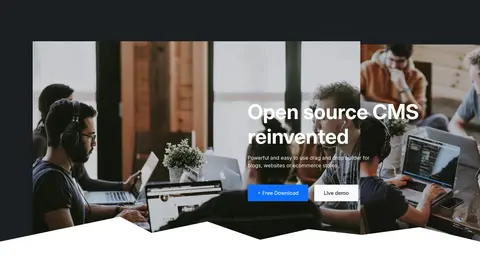 Open source CMS
reinvented
Powerful and easy to use drag and drop builder for
blogs, websites or ecommerce stores.
+ Free Download
Live demo